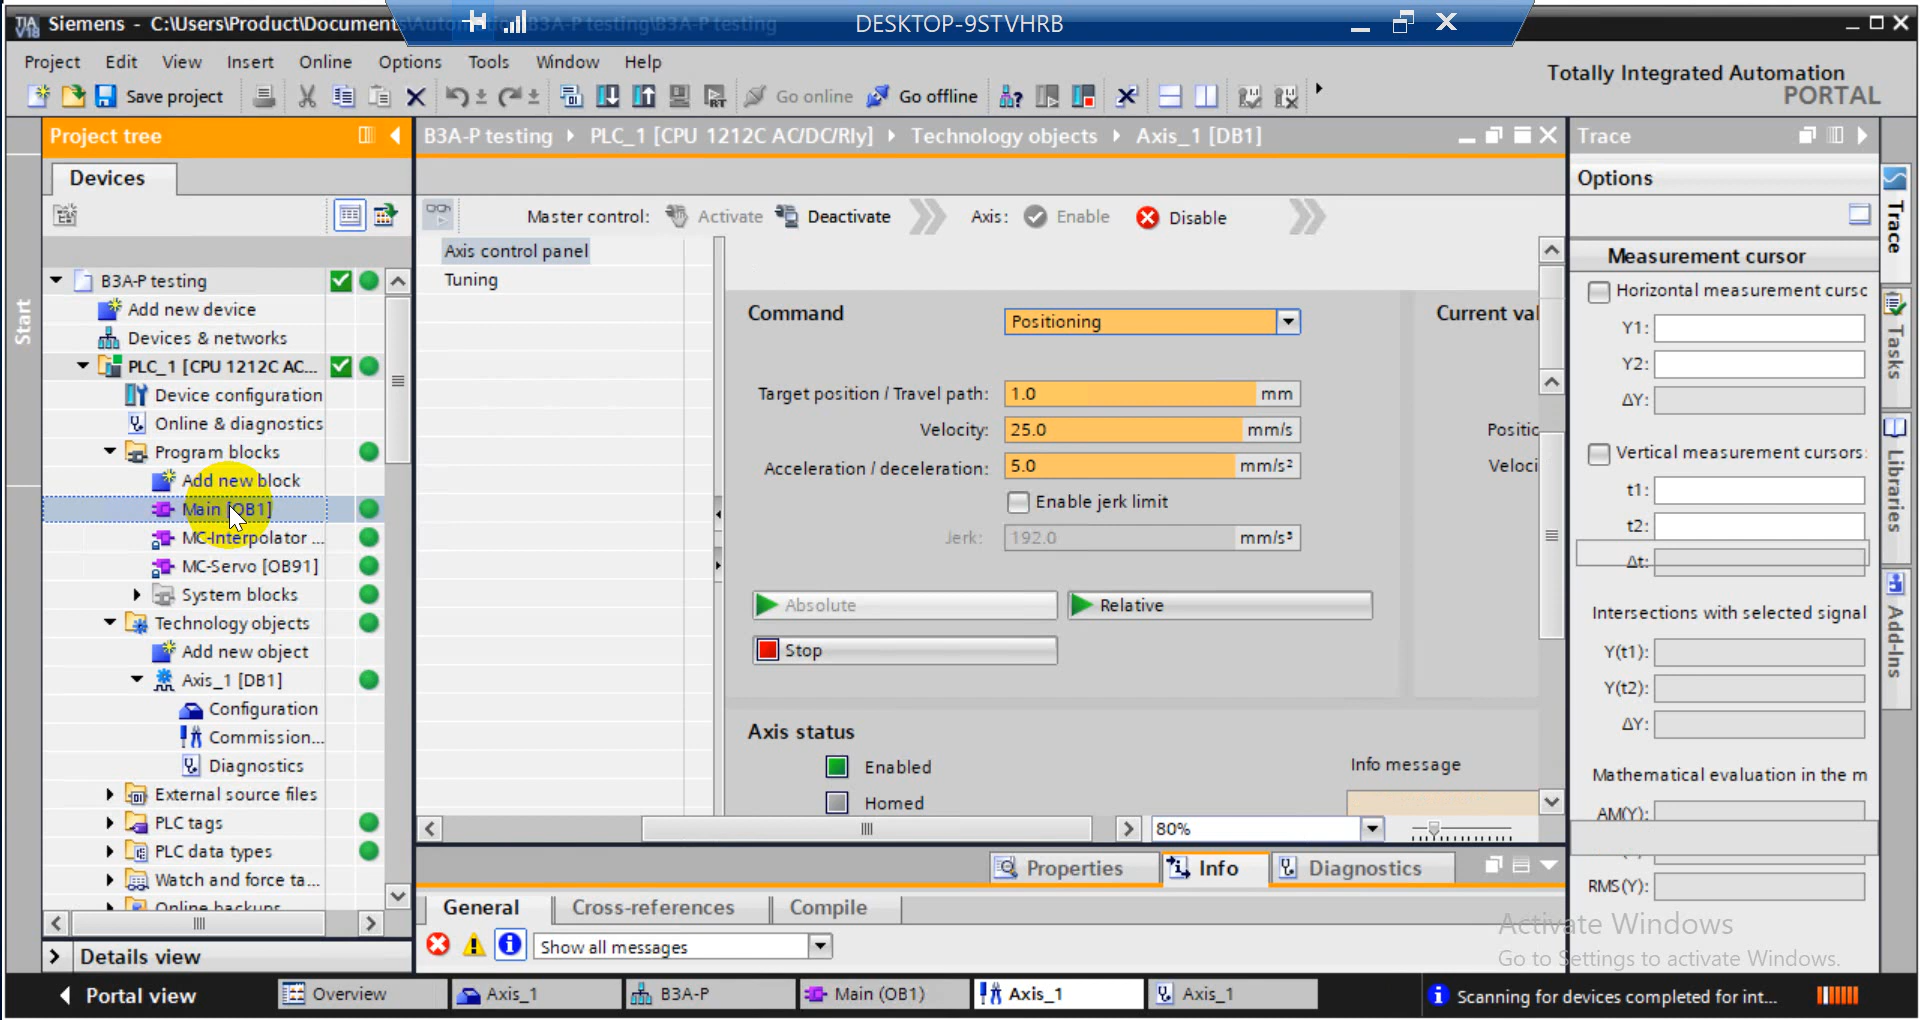 Siemens - C:\Users\Product\Document
DESKTOP-9STVHRB
Project Edit View Insert Online Options Tools Window Help
Totally Integrated Automation
PORTAL
Save project
Go online
Go offline
Project tree
B3A-P testing
PLC_1 [CPU 1212C AC/DC/Rly]
Technology objects
Axis_1 [DB1]
Trace
Devices
Options
Master control:
Activate
Deactivate
Axis:
Enable
Disable
Start
B3A-P testing
Add new device
Devices & networks
PLC_1 [CPU 1212C AC...
Device configuration
Online & diagnostics
Program blocks
Add new block
Main [OB1]
MC-Interpolator ...
MC-Servo [OB91]
System blocks
Technology objects
Add new object
Axis_1 [DB1]
Configuration
Commission...
Diagnostics
External source files
PLC tags
PLC data types
Watch and force ta...
Online backups
Details view
Axis control panel
Tuning
Command
Positioning
Current val
Target position / Travel path:
1.0
mm
Velocity:
25.0
mm/s
Acceleration / deceleration:
5.0
mm/s²
Enable jerk limit
Jerk:
192.0
mm/s³
Positic
Veloci
Absolute
Relative
Stop
Axis status
Enabled
Homed
Info message
80%
Measurement cursor
Horizontal measurement cursc
Y1:
Y2:
ΔY:
Vertical measurement cursors:
t1:
t2:
Δt:
Intersections with selected signal
Y(t1):
Y(t2):
ΔY:
Mathematical evaluation in the m
AM(Y):
RMS(Y):
Trace
Tasks
Libraries
Add-Ins
Properties
Info
Diagnostics
General
Cross-references
Compile
Show all messages
Activate Windows
Go to Settings to activate Windows.
Portal view
Overview
Axis_1
B3A-P
Main (OB1)
Axis_1
Axis_1
Scanning for devices completed for int...